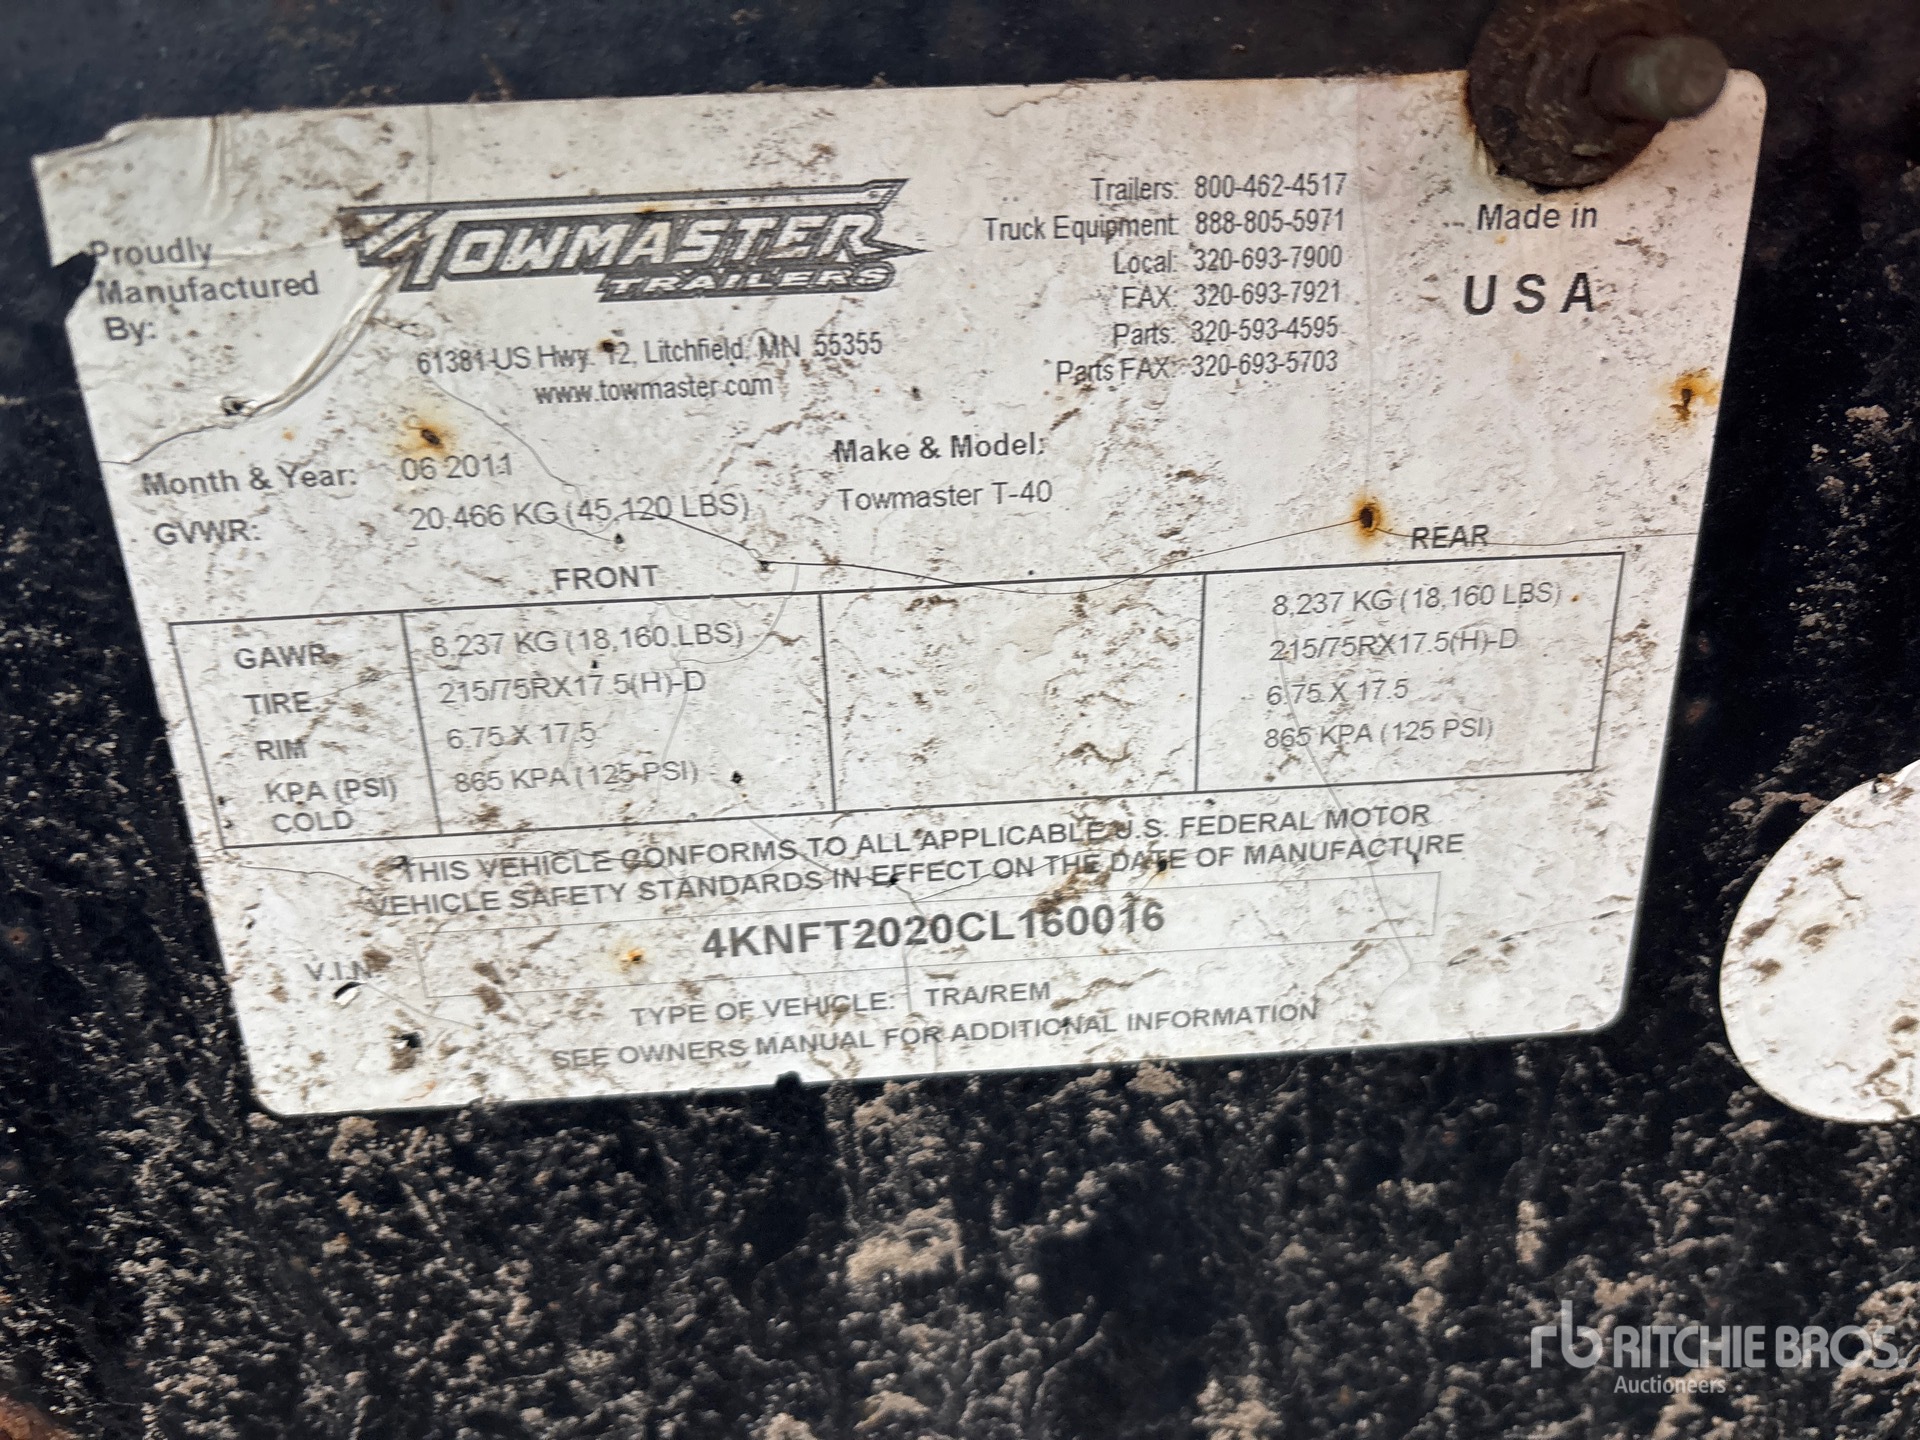 Proudly
Manufactured
By:
TOWMASTER
TRAILERS
61381 US Hwy. 12, Litchfield, MN 55355
www.towmaster.com
Trailers: 800-462-4517
Truck Equipment: 888-805-5971
Local: 320-693-7900
FAX: 320-693-7921
Parts: 320-593-4595
Parts FAX: 320-693-5703
Made in
USA
Month & Year: 06 2011
GVWR: 20,466 KG (45,120 LBS)
Make & Model:
Towmaster T-40
FRONT
REAR
GAWR 8,237 KG (18,160 LBS) 8,237 KG (18,160 LBS)
TIRE 215/75RX17.5(H)-D 215/75RX17.5(H)-D
RIM 6.75 X 17.5 6.75 X 17.5
KPA (PSI) 865 KPA (125 PSI) 865 KPA (125 PSI)
COLD
THIS VEHICLE CONFORMS TO ALL APPLICABLE U.S. FEDERAL MOTOR
VEHICLE SAFETY STANDARDS IN EFFECT ON THE DATE OF MANUFACTURE
V.I.N. 4KNFT2020CL160016
TYPE OF VEHICLE: TRA/REM
SEE OWNERS MANUAL FOR ADDITIONAL INFORMATION
rb RITCHIE BROS.
Auctioneers